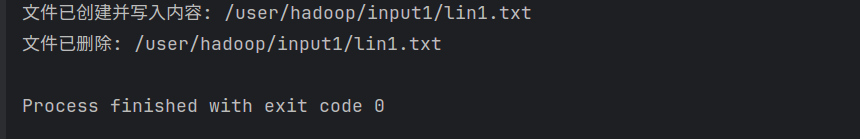 文件已创建并写入内容: /user/hadoop/input1/lin1.txt
文件已删除: /user/hadoop/input1/lin1.txt
Process finished with exit code 0